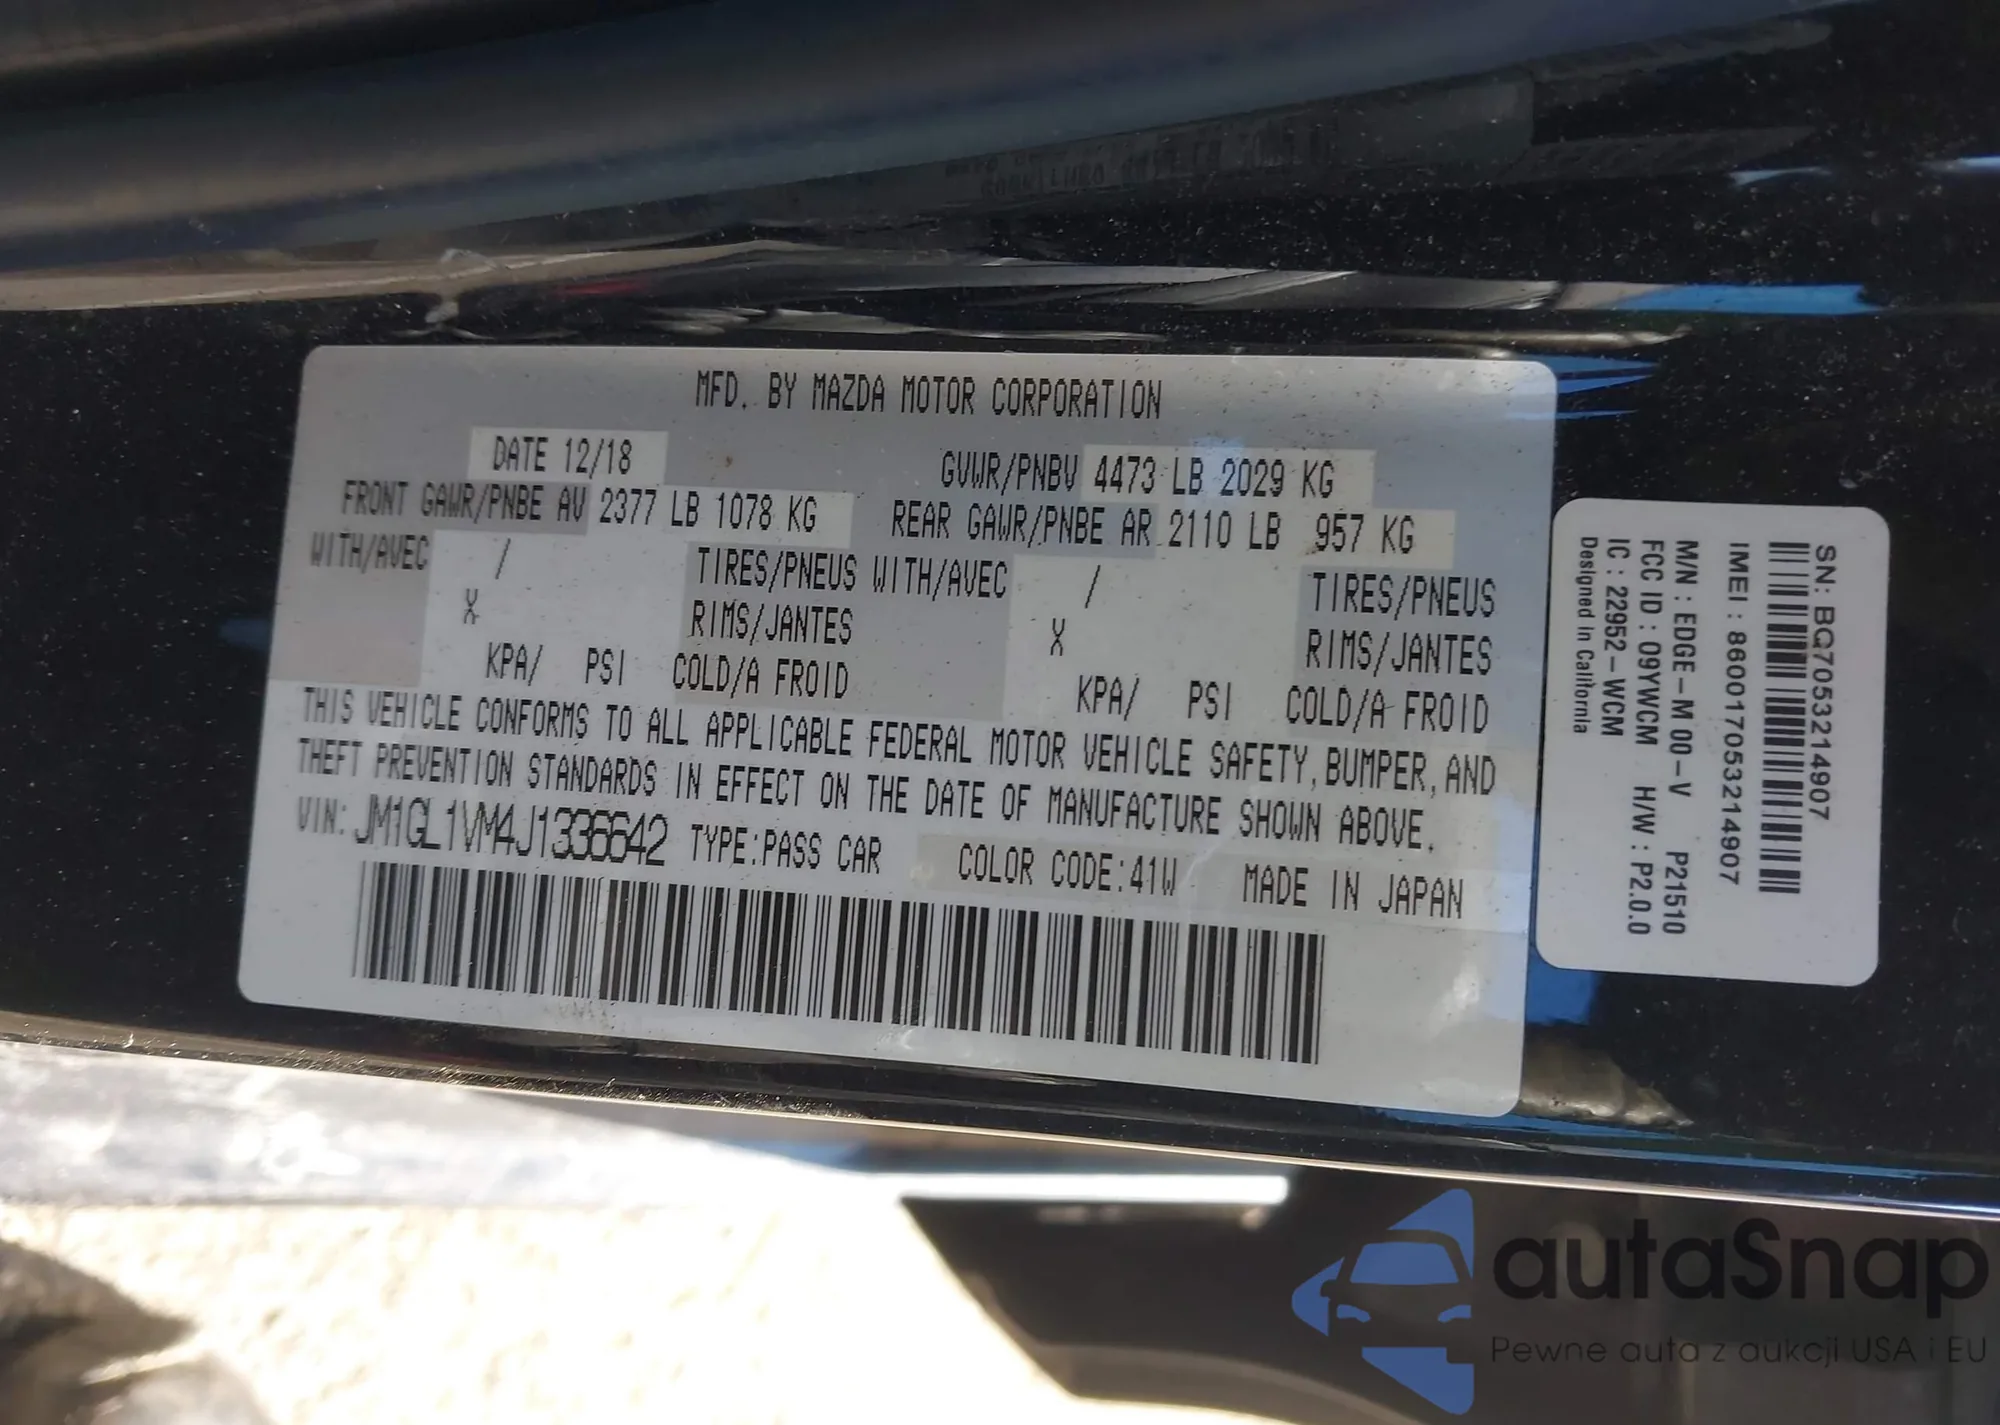 MFD. BY MAZDA MOTOR CORPORATION
DATE 12/18 GVWR/PNBV 4473 LB 2029 KG
FRONT GAWR/PNBE AV 2377 LB 1078 KG REAR GAWR/PNBE AR 2110 LB 957 KG
WITH/AVEC / TIRES/PNEUS WITH/AVEC / TIRES/PNEUS
X RIMS/JANTES X RIMS/JANTES
KPA/ PSI COLD/A FROID KPA/ PSI COLD/A FROID
THIS VEHICLE CONFORMS TO ALL APPLICABLE FEDERAL MOTOR VEHICLE SAFETY, BUMPER, AND
THEFT PREVENTION STANDARDS IN EFFECT ON THE DATE OF MANUFACTURE SHOWN ABOVE.
VIN: JM1GL1VM4J1336642 TYPE:PASS CAR COLOR CODE:41W MADE IN JAPAN
SN: BQ7053214907
IMEI : 860017053214907
M/N : EDGE-M 00-V P21510
FCC ID : 09YWCM H/W : P2.0.0
IC : 22952-WCM
Designed in California
autaSnap
Pewne auta z aukcji USA i EU